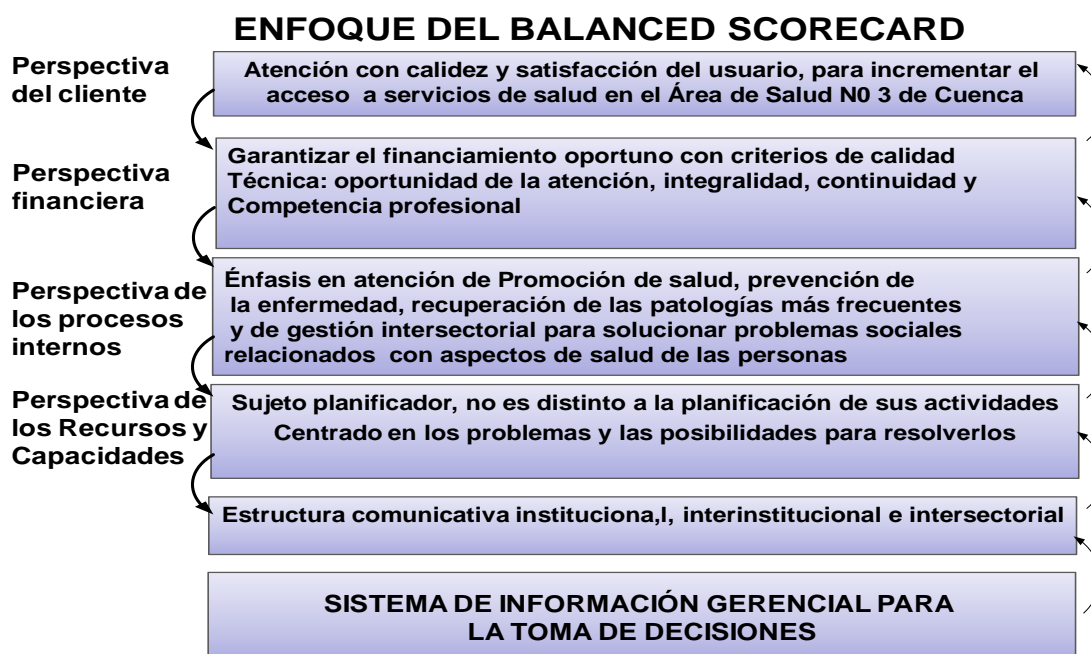 ENFOQUE DEL BALANCED SCORECARD
Perspectiva
del cliente
Atención con calidez y satisfacción del usuario, para incrementar el
acceso a servicios de salud en el Área de Salud N0 3 de Cuenca
Perspectiva
financiera
Garantizar el financiamiento oportuno con criterios de calidad
Técnica: oportunidad de la atención, integralidad, continuidad y
Competencia profesional
Perspectiva de
los procesos
internos
Énfasis en atención de Promoción de salud, prevención de
la enfermedad, recuperación de las patologías más frecuentes
y de gestión intersectorial para solucionar problemas sociales
relacionados con aspectos de salud de las personas
Perspectiva de
los Recursos y
Capacidades
Sujeto planificador, no es distinto a la planificación de sus actividades
Centrado en los problemas y las posibilidades para resolverlos
Estructura comunicativa instituciona,l, interinstitucional e intersectorial
SISTEMA DE INFORMACIÓN GERENCIAL PARA
LA TOMA DE DECISIONES